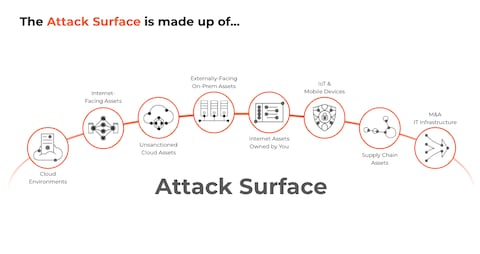 The Attack Surface is made up of...
Cloud
Environments
Internet-
Facing Assets
Unsanctioned
Cloud Assets
Externally-Facing
On-Prem Assets
Internet Assets
Owned by You
IoT &
Mobile Devices
Supply Chain
Assets
M&A
IT Infrastructure
Attack Surface